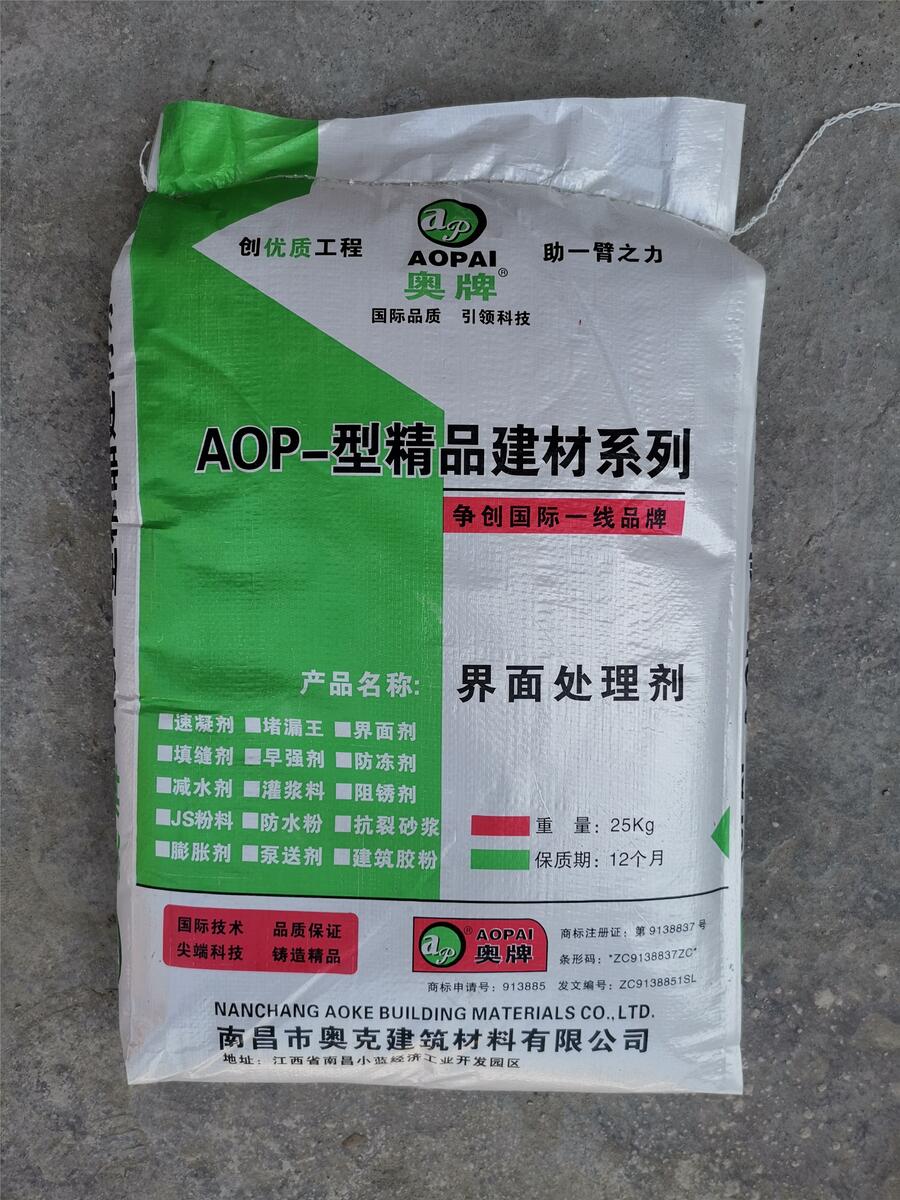 ap
创优质工程 AOPAI 助一臂之力
奥牌®
国际品质 引领科技
AOP-型精品建材系列
争创国际一线品牌
产品名称: 界面处理剂
速凝剂 堵漏王 界面剂
填缝剂 早强剂 防冻剂
减水剂 灌浆料 阻锈剂
JS粉料 防水粉 抗裂砂浆
膨胀剂 泵送剂 建筑胶粉
重 量: 25Kg
保质期: 12个月
国际技术 品质保证
尖端科技 铸造精品
ap ® AOPAI
奥牌
商标注册证: 第 9138837 号
条形码: "ZC9138837ZC"
商标申请号: 913885 发文编号: ZC9138851SL
NANCHANG AOKE BUILDING MATERIALS CO.,LTD.
南昌市奥克建筑材料有限公司
地址: 江西省南昌小蓝经济工业开发园区